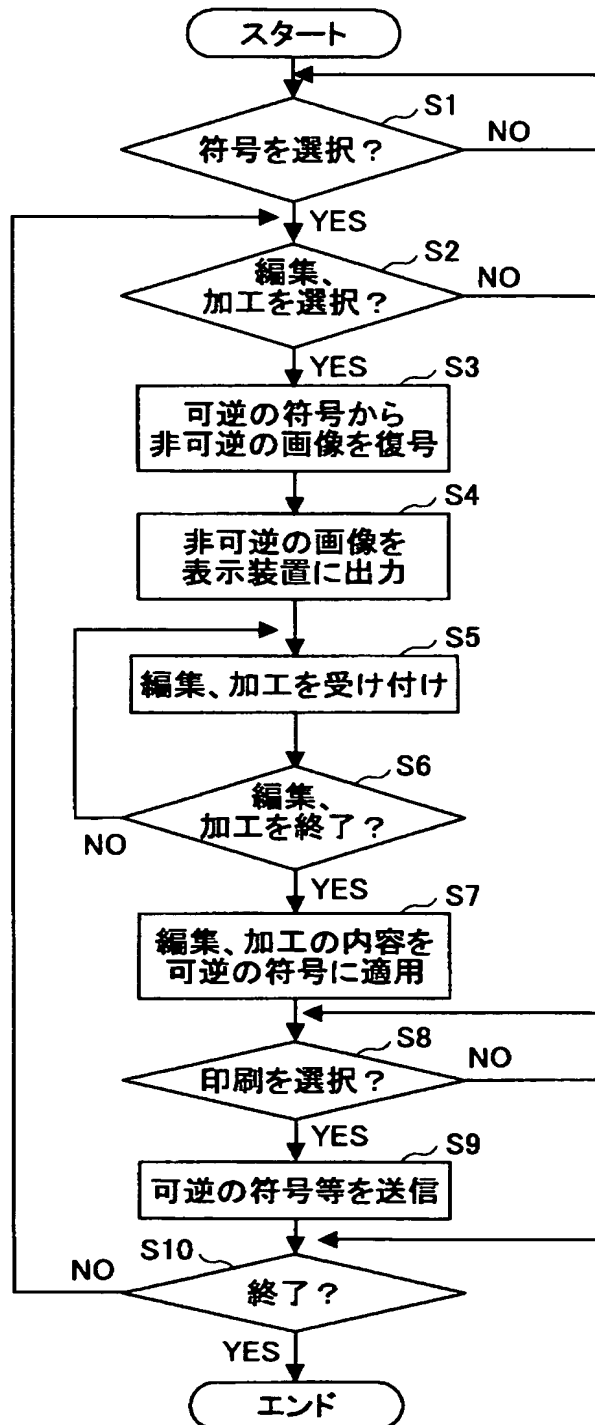 スタート
S1
符号を選択？
NO
YES
S2
編集、
加工を選択？
NO
YES
S3
可逆の符号から
非可逆の画像を復号
S4
非可逆の画像を
表示装置に出力
S5
編集、加工を受け付け
S6
編集、
加工を終了？
NO
YES
S7
編集、加工の内容を
可逆の符号に適用
S8
印刷を選択？
NO
YES
S9
可逆の符号等を送信
S10
NO
終了？
YES
エンド